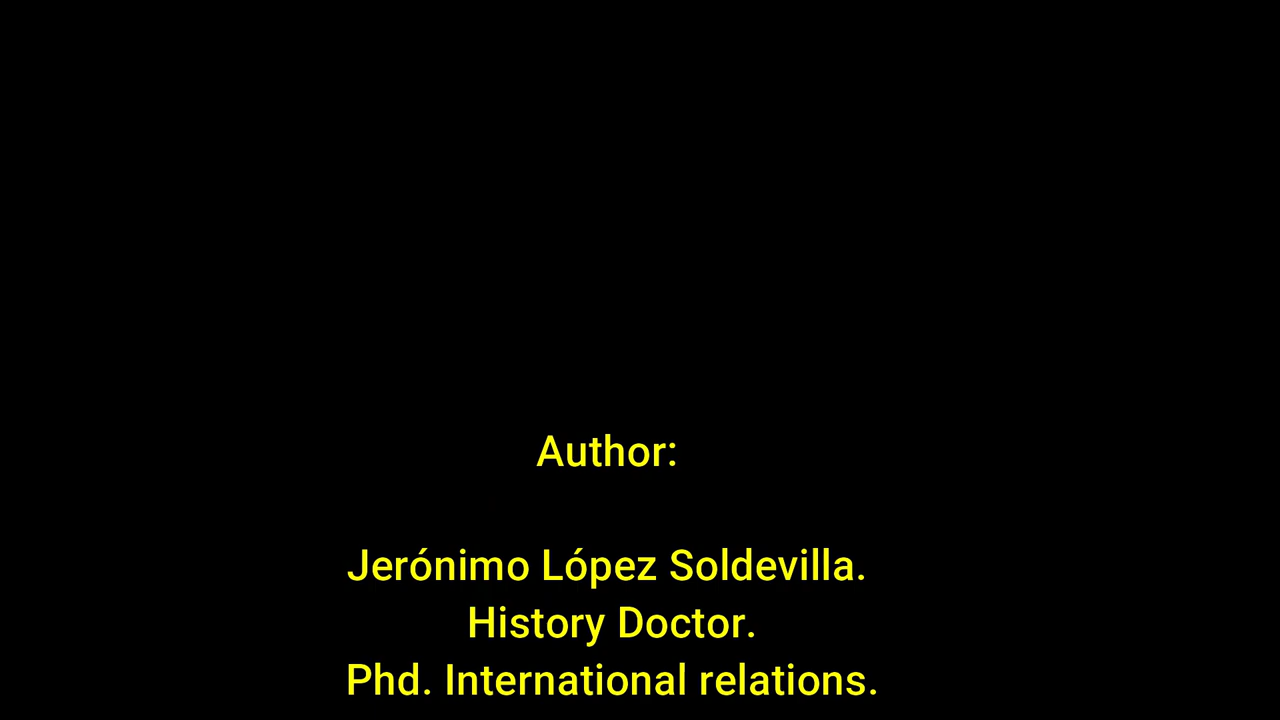 Author:
Jerónimo López Soldevilla.
History Doctor.
Phd. International relations.